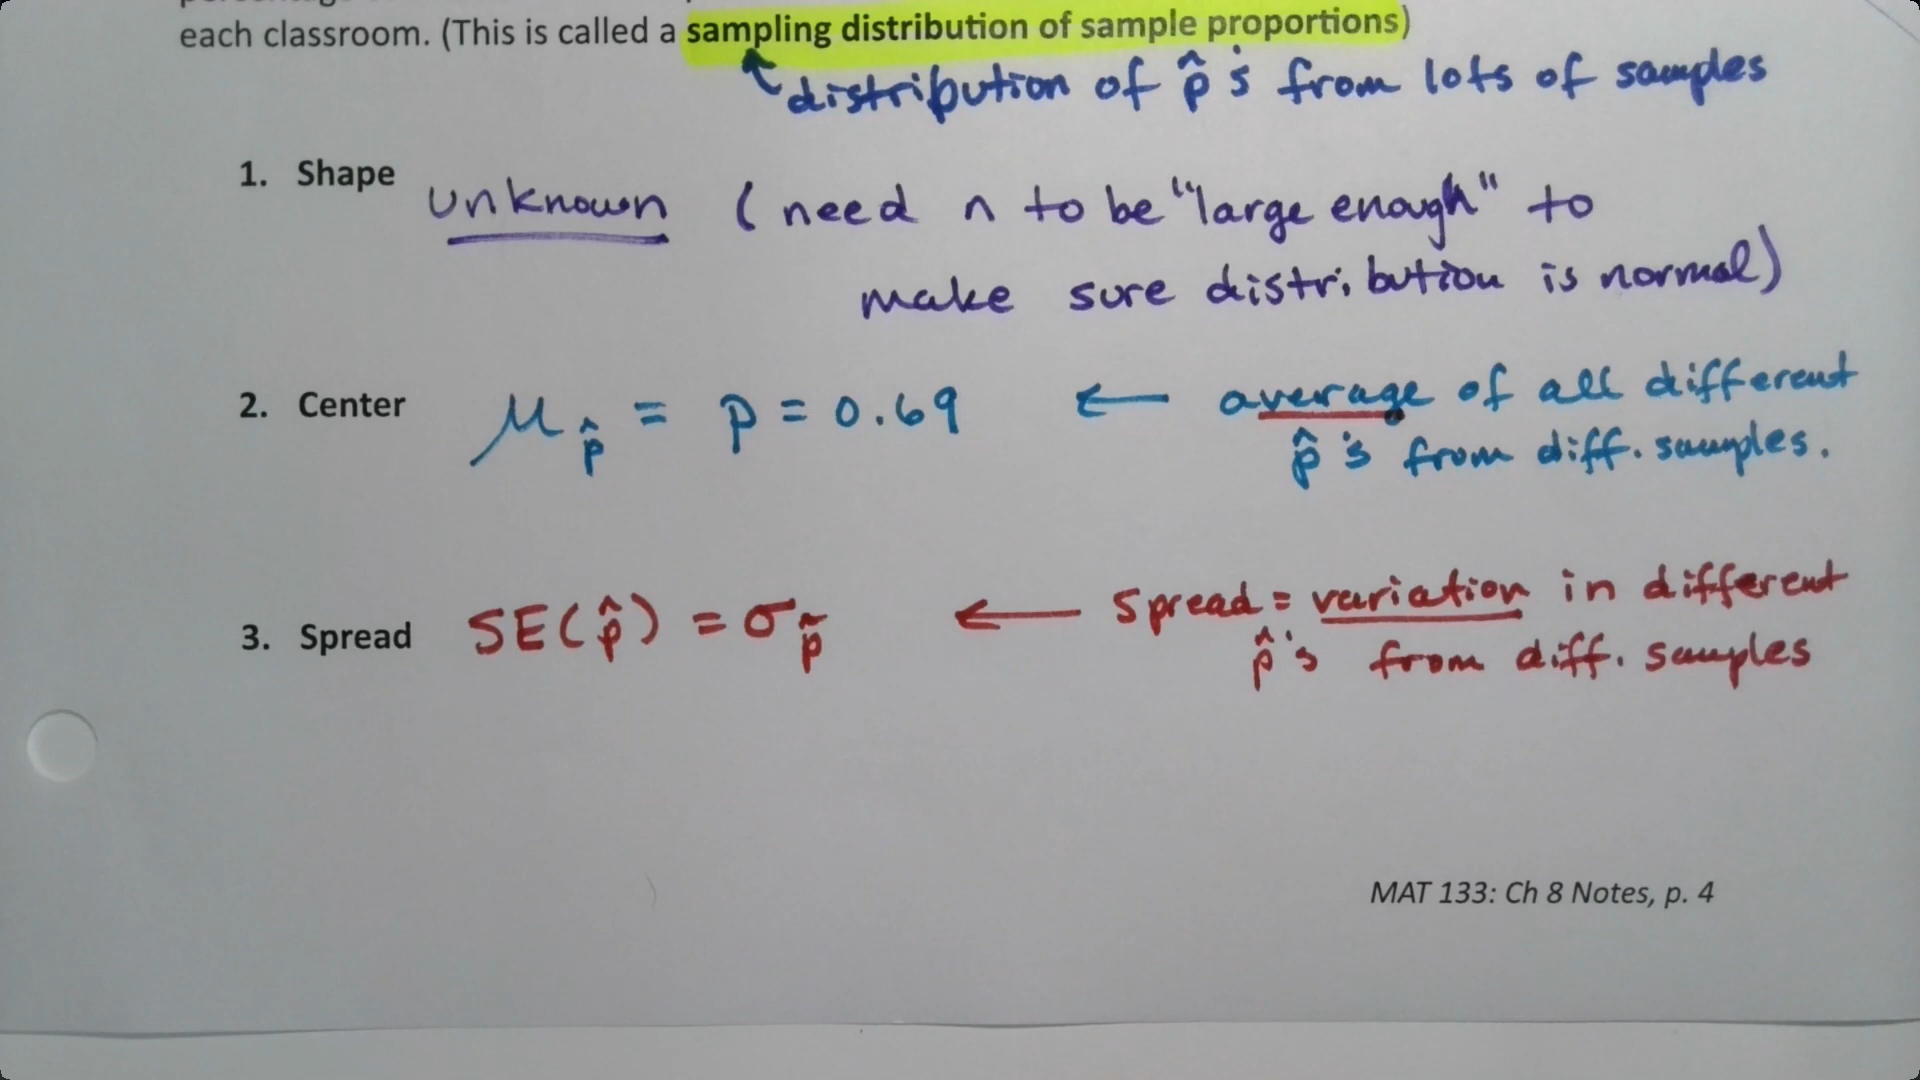 each classroom. (This is called a sampling distribution of sample proportions)
distribution of p̂'s from lots of samples
1. Shape unknown (need n to be "large enough" to
make sure distribution is normal)
2. Center μp̂ = p = 0.69 ← average of all different
p̂'s from diff. samples.
3. Spread SE(p̂) = σp̂ ← Spread = variation in different
p̂'s from diff. samples
MAT 133: Ch 8 Notes, p. 4